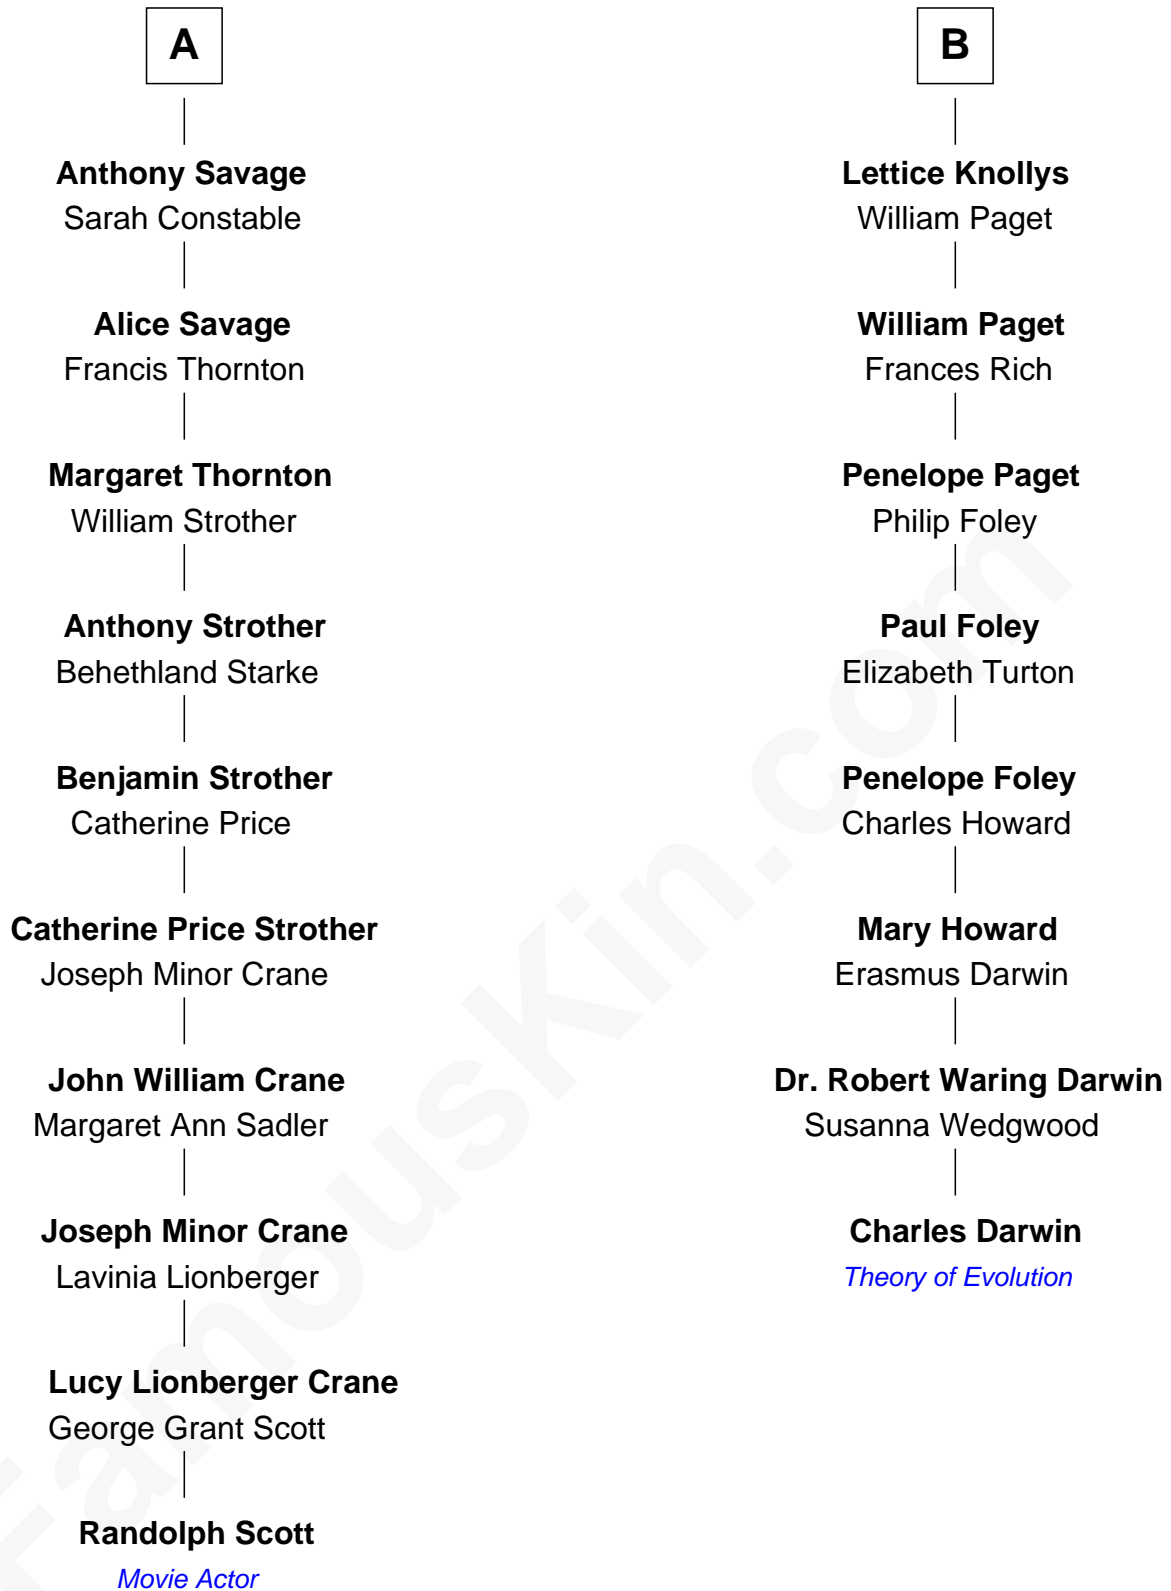 A
Anthony Savage
Sarah Constable
Alice Savage
Francis Thornton
Margaret Thornton
William Strother
Anthony Strother
Behethland Starke
Benjamin Strother
Catherine Price
Catherine Price Strother
Joseph Minor Crane
John William Crane
Margaret Ann Sadler
Joseph Minor Crane
Lavinia Lionberger
Lucy Lionberger Crane
George Grant Scott
Randolph Scott
Movie Actor
B
Lettice Knollys
William Paget
William Paget
Frances Rich
Penelope Paget
Philip Foley
Paul Foley
Elizabeth Turton
Penelope Foley
Charles Howard
Mary Howard
Erasmus Darwin
Dr. Robert Waring Darwin
Susanna Wedgwood
Charles Darwin
Theory of Evolution
FamousKin.com